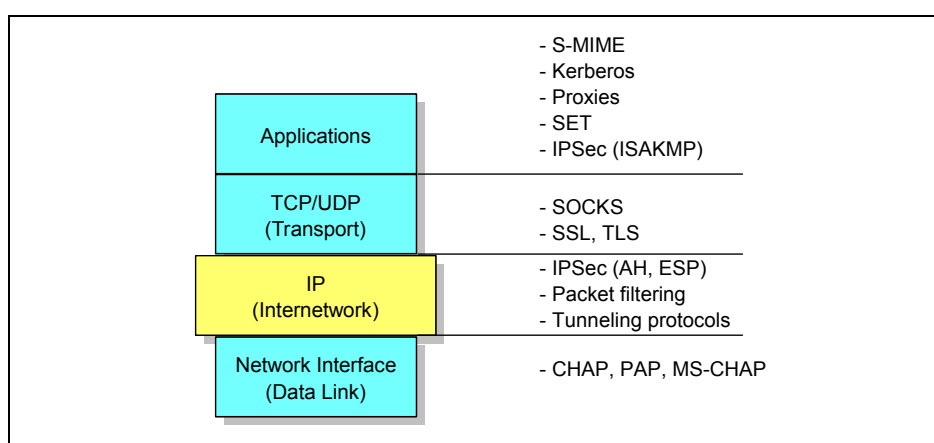 - S-MIME
- Kerberos
- Proxies
- SET
- IPSec (ISAKMP)
Applications
TCP/UDP
(Transport)
- SOCKS
- SSL, TLS
IP
(Internetwork)
- IPSec (AH, ESP)
- Packet filtering
- Tunneling protocols
Network Interface
(Data Link)
- CHAP, PAP, MS-CHAP